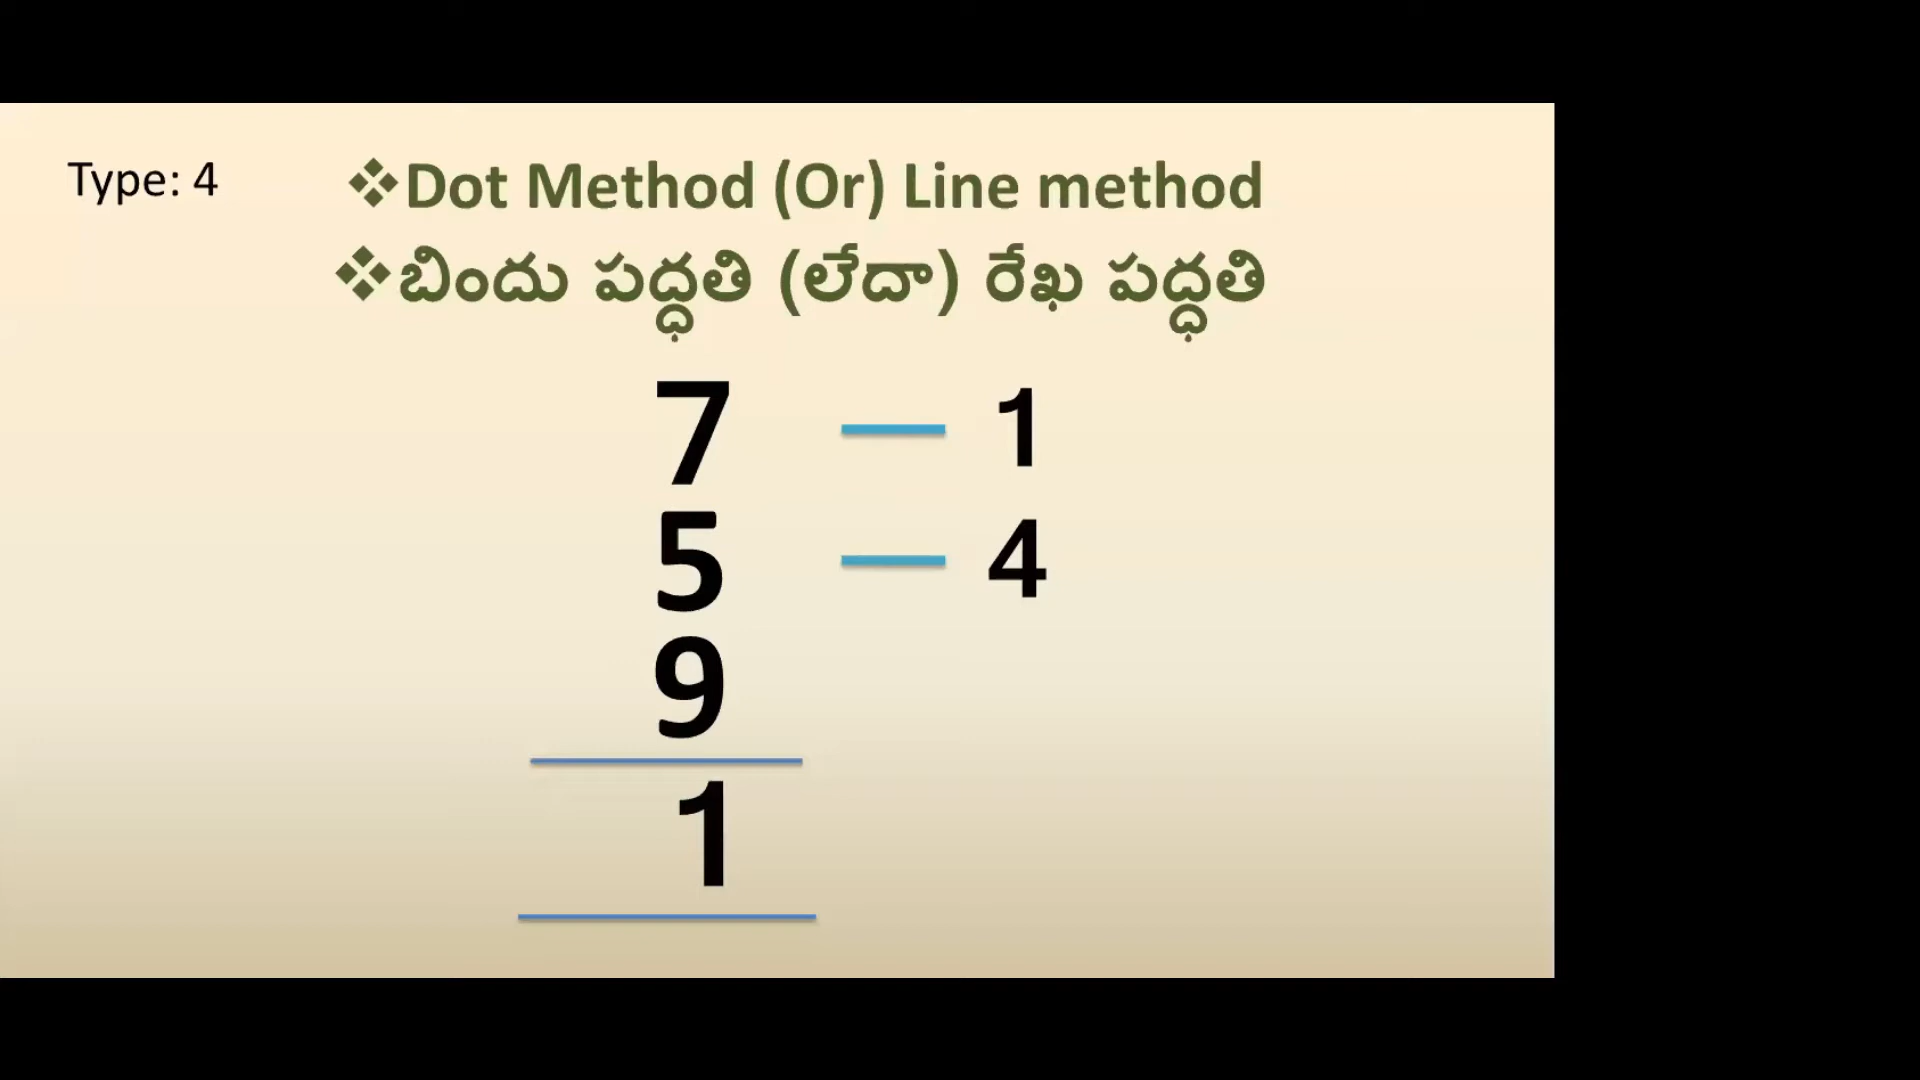 Type: 4
❖Dot Method (Or) Line method
❖బిందు పద్ధతి (లేదా) రేఖ పద్ధతి
7 — 1
5 — 4
9
1